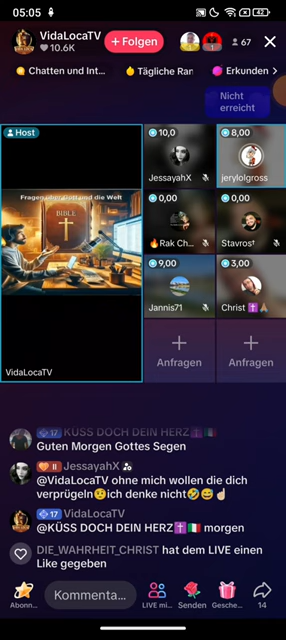 05:05
42
VidaLocaTV
10.6K
+ Folgen
1
67
Chatten und Int...
Tägliche Ran
Erkunden
Nicht
erreicht
Host
10,0
8,00
Fragen über Gott und die Welt
BIBLE
JessayahX
jerylolgross
0,00
0,00
Rak Ch...
Stavros†
9,00
3,00
Jannis71
Christ ✝️🙏🏽
VidaLocaTV
+
Anfragen
+
Anfragen
17 KÜSS DOCH DEIN HERZ✝️🇮🇹
Guten Morgen Gottes Segen
II JessayahX
@VidaLocaTV ohne mich wollen die dich
verprügeln🤨ich denke nicht🤣😅☝🏻
17 VidaLocaTV
@KÜSS DOCH DEIN HERZ✝️🇮🇹 morgen
DIE_WAHRHEIT_CHRIST hat dem LIVE einen
Like gegeben
Abonn...
Kommenta...
LIVE mi...
Senden
Gesche...
14